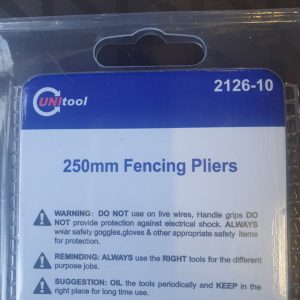 UNItool
2126-10
250mm Fencing Pliers
WARNING: DO NOT use on live wires, Handle grips DO
NOT provide protection against electrical shock. ALWAYS
wear safety goggles,gloves & other appropriate safety items
for protection.
REMINDING: ALWAYS use the RIGHT tools for the different
purpose jobs.
SUGGESTION: OIL the tools periodically and KEEP in the
right place for long time use.